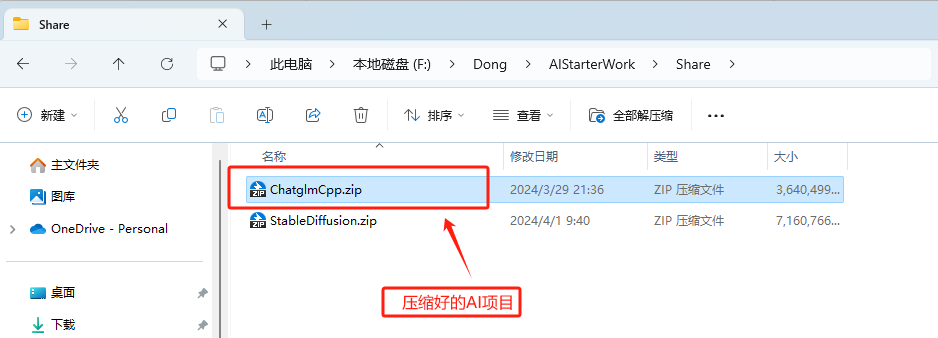 Share
此电脑 本地磁盘 (F:) Dong AIStarterWork Share
新建 排序 查看 全部解压缩
主文件夹
图库
OneDrive - Personal
桌面
下载
名称 修改日期 类型 大小
ZIP ChatglmCpp.zip 2024/3/29 21:36 ZIP 压缩文件 3,640,499...
ZIP StableDiffusion.zip 2024/4/1 9:40 ZIP 压缩文件 7,160,766...
压缩好的AI项目